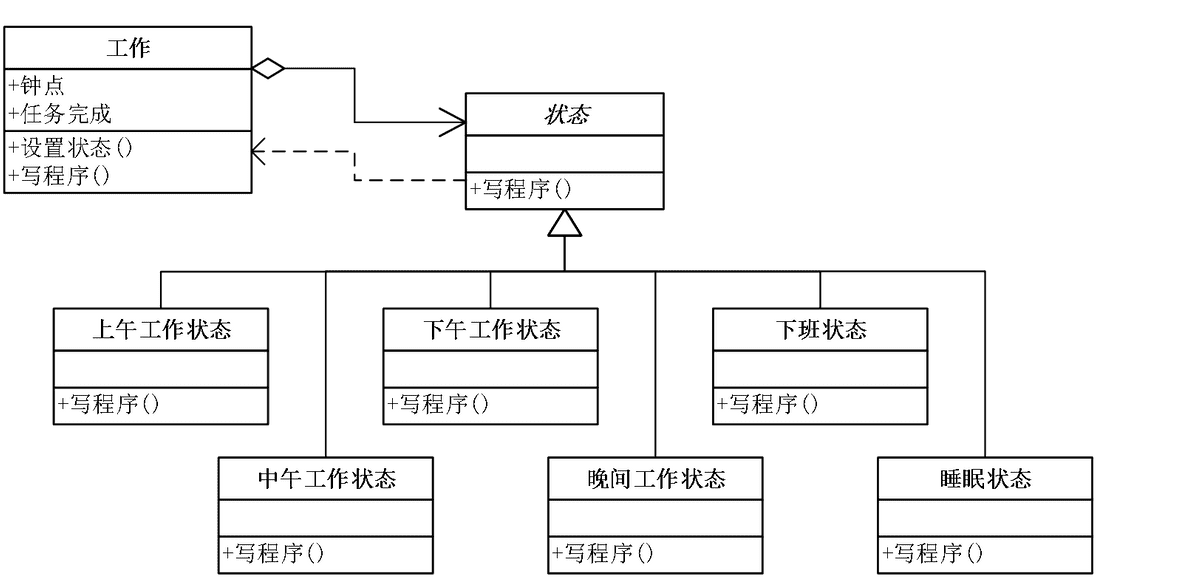 工作
+钟点
+任务完成
+设置状态()
+写程序()
状态
+写程序()
上午工作状态
+写程序()
下午工作状态
+写程序()
下班状态
+写程序()
中午工作状态
+写程序()
晚间工作状态
+写程序()
睡眠状态
+写程序()